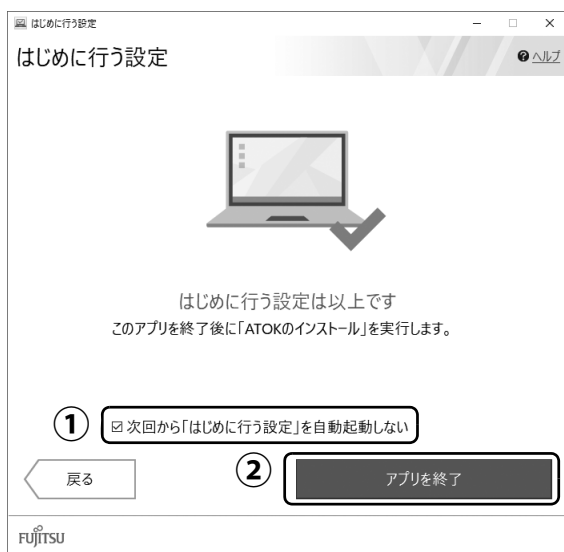 はじめに行う設定
はじめに行う設定
ヘルプ
はじめに行う設定は以上です
このアプリを終了後に「ATOKのインストール」を実行します。
① 次回から「はじめに行う設定」を自動起動しない
戻る
② アプリを終了
FUJITSU